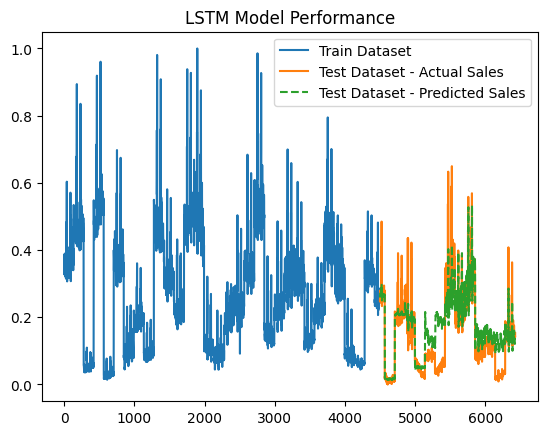 LSTM Model Performance
Train Dataset
Test Dataset - Actual Sales
Test Dataset - Predicted Sales
1.0
0.8
0.6
0.4
0.2
0.0
0 1000 2000 3000 4000 5000 6000